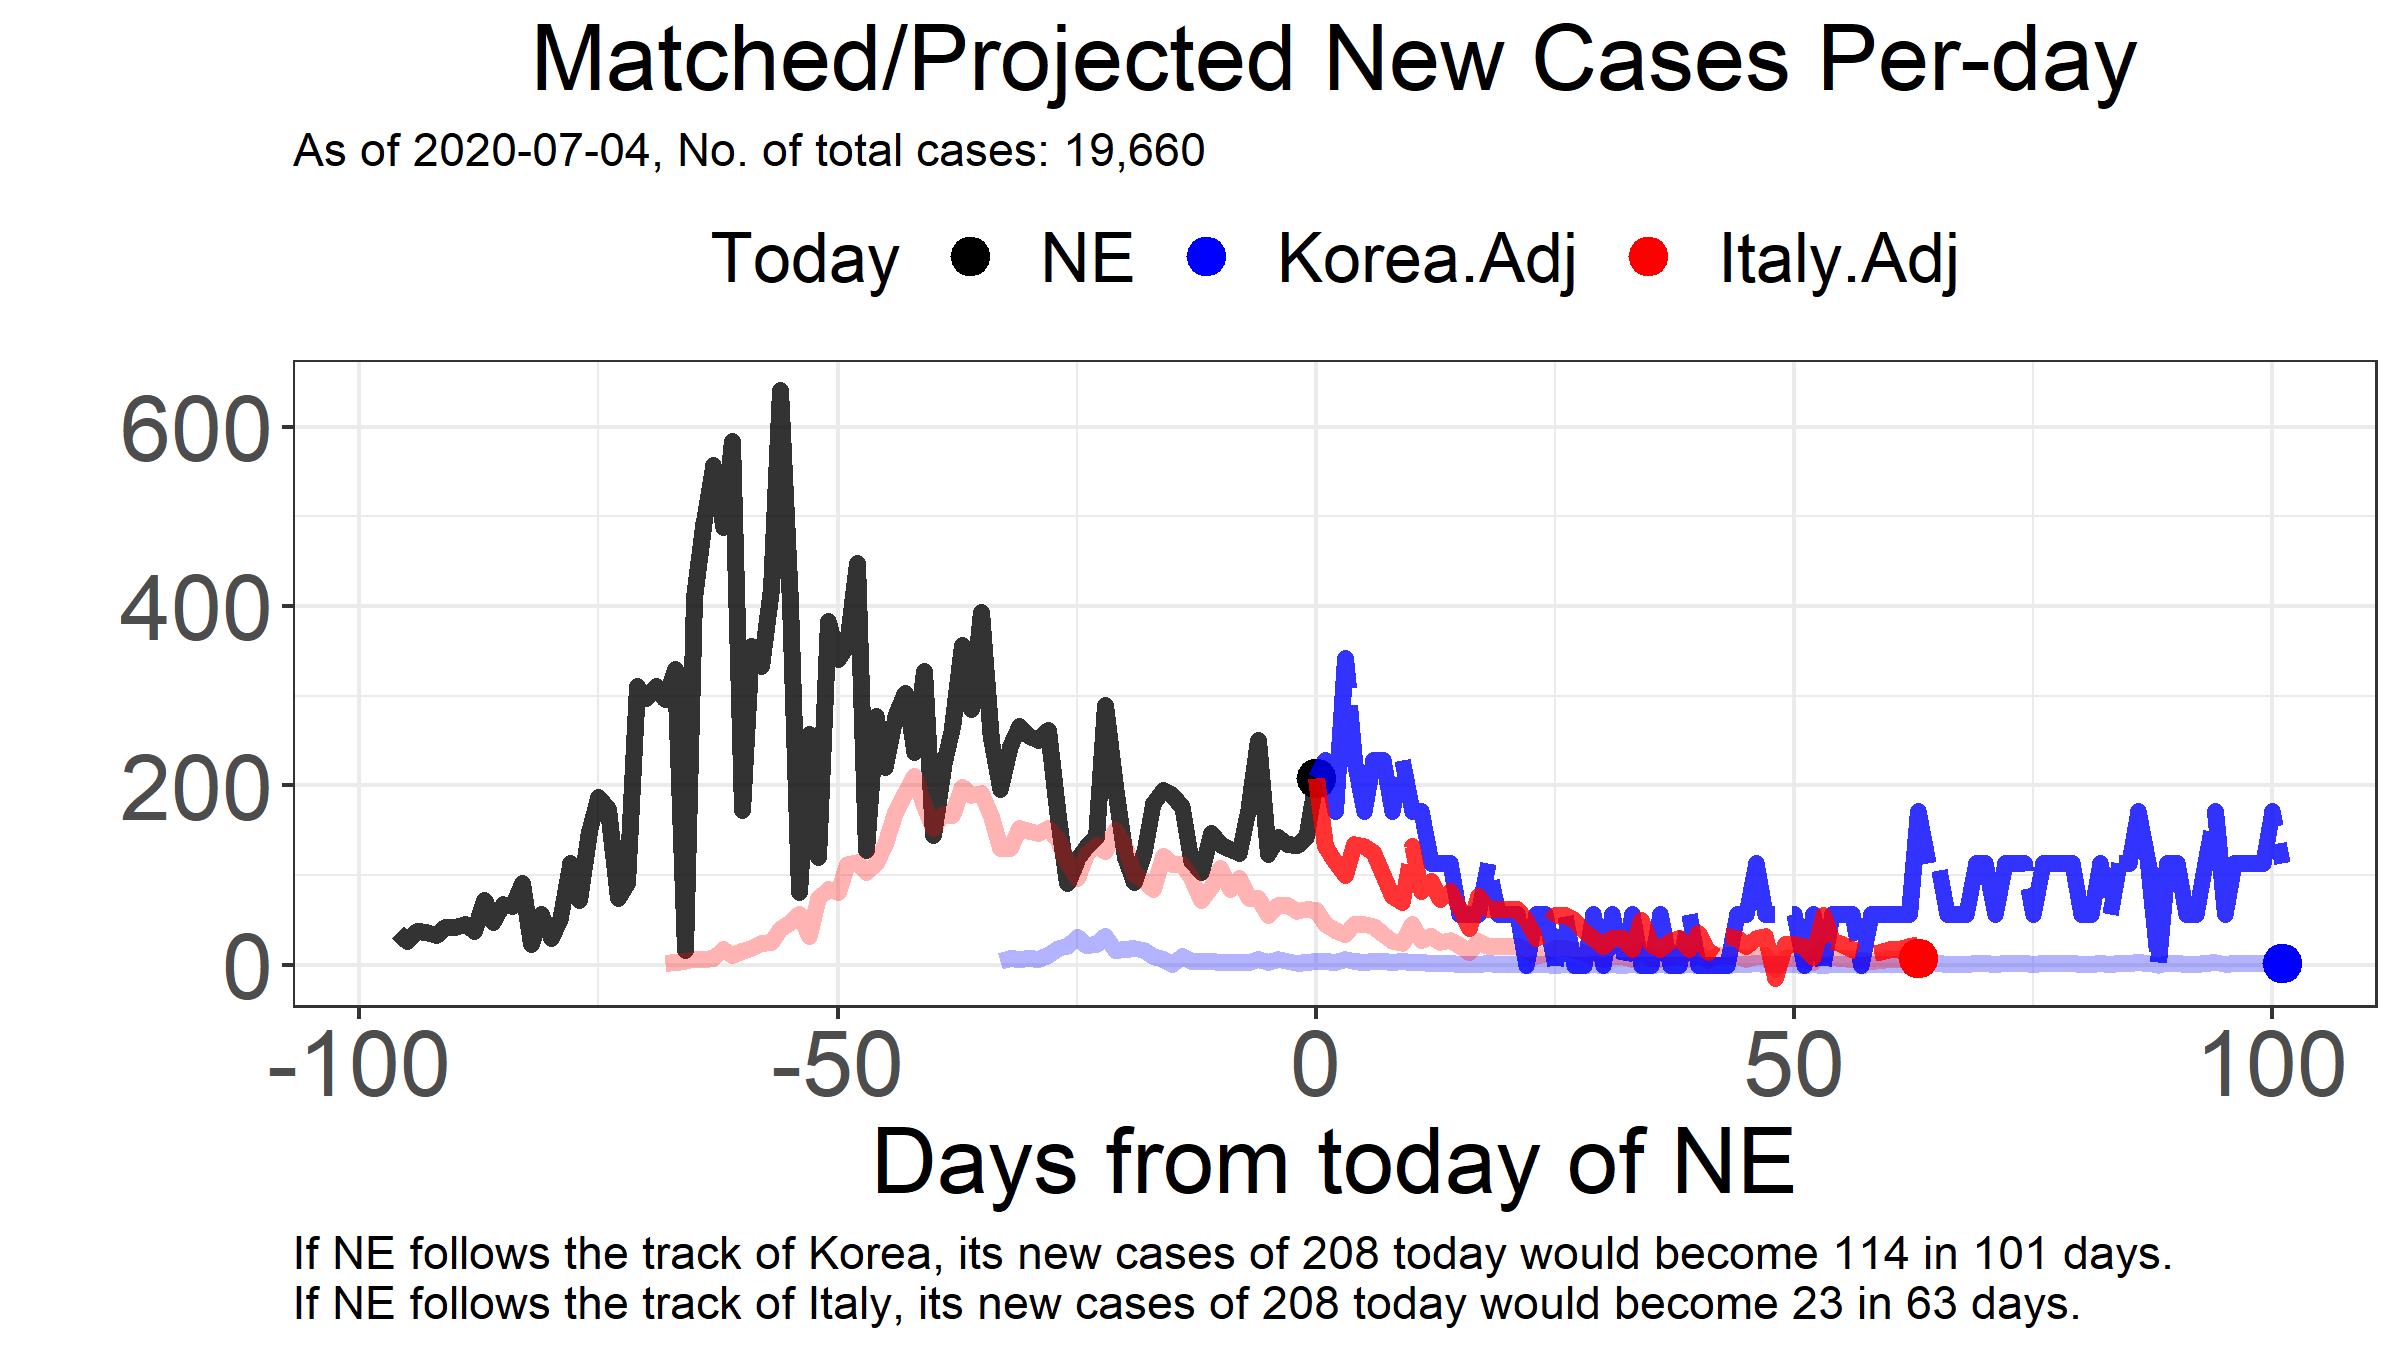 Matched/Projected New Cases Per-day
As of 2020-07-04, No. of total cases: 19,660
Today NE Korea.Adj Italy.Adj
600
400
200
0
-100 -50 0 50 100
Days from today of NE
If NE follows the track of Korea, its new cases of 208 today would become 114 in 101 days.
If NE follows the track of Italy, its new cases of 208 today would become 23 in 63 days.